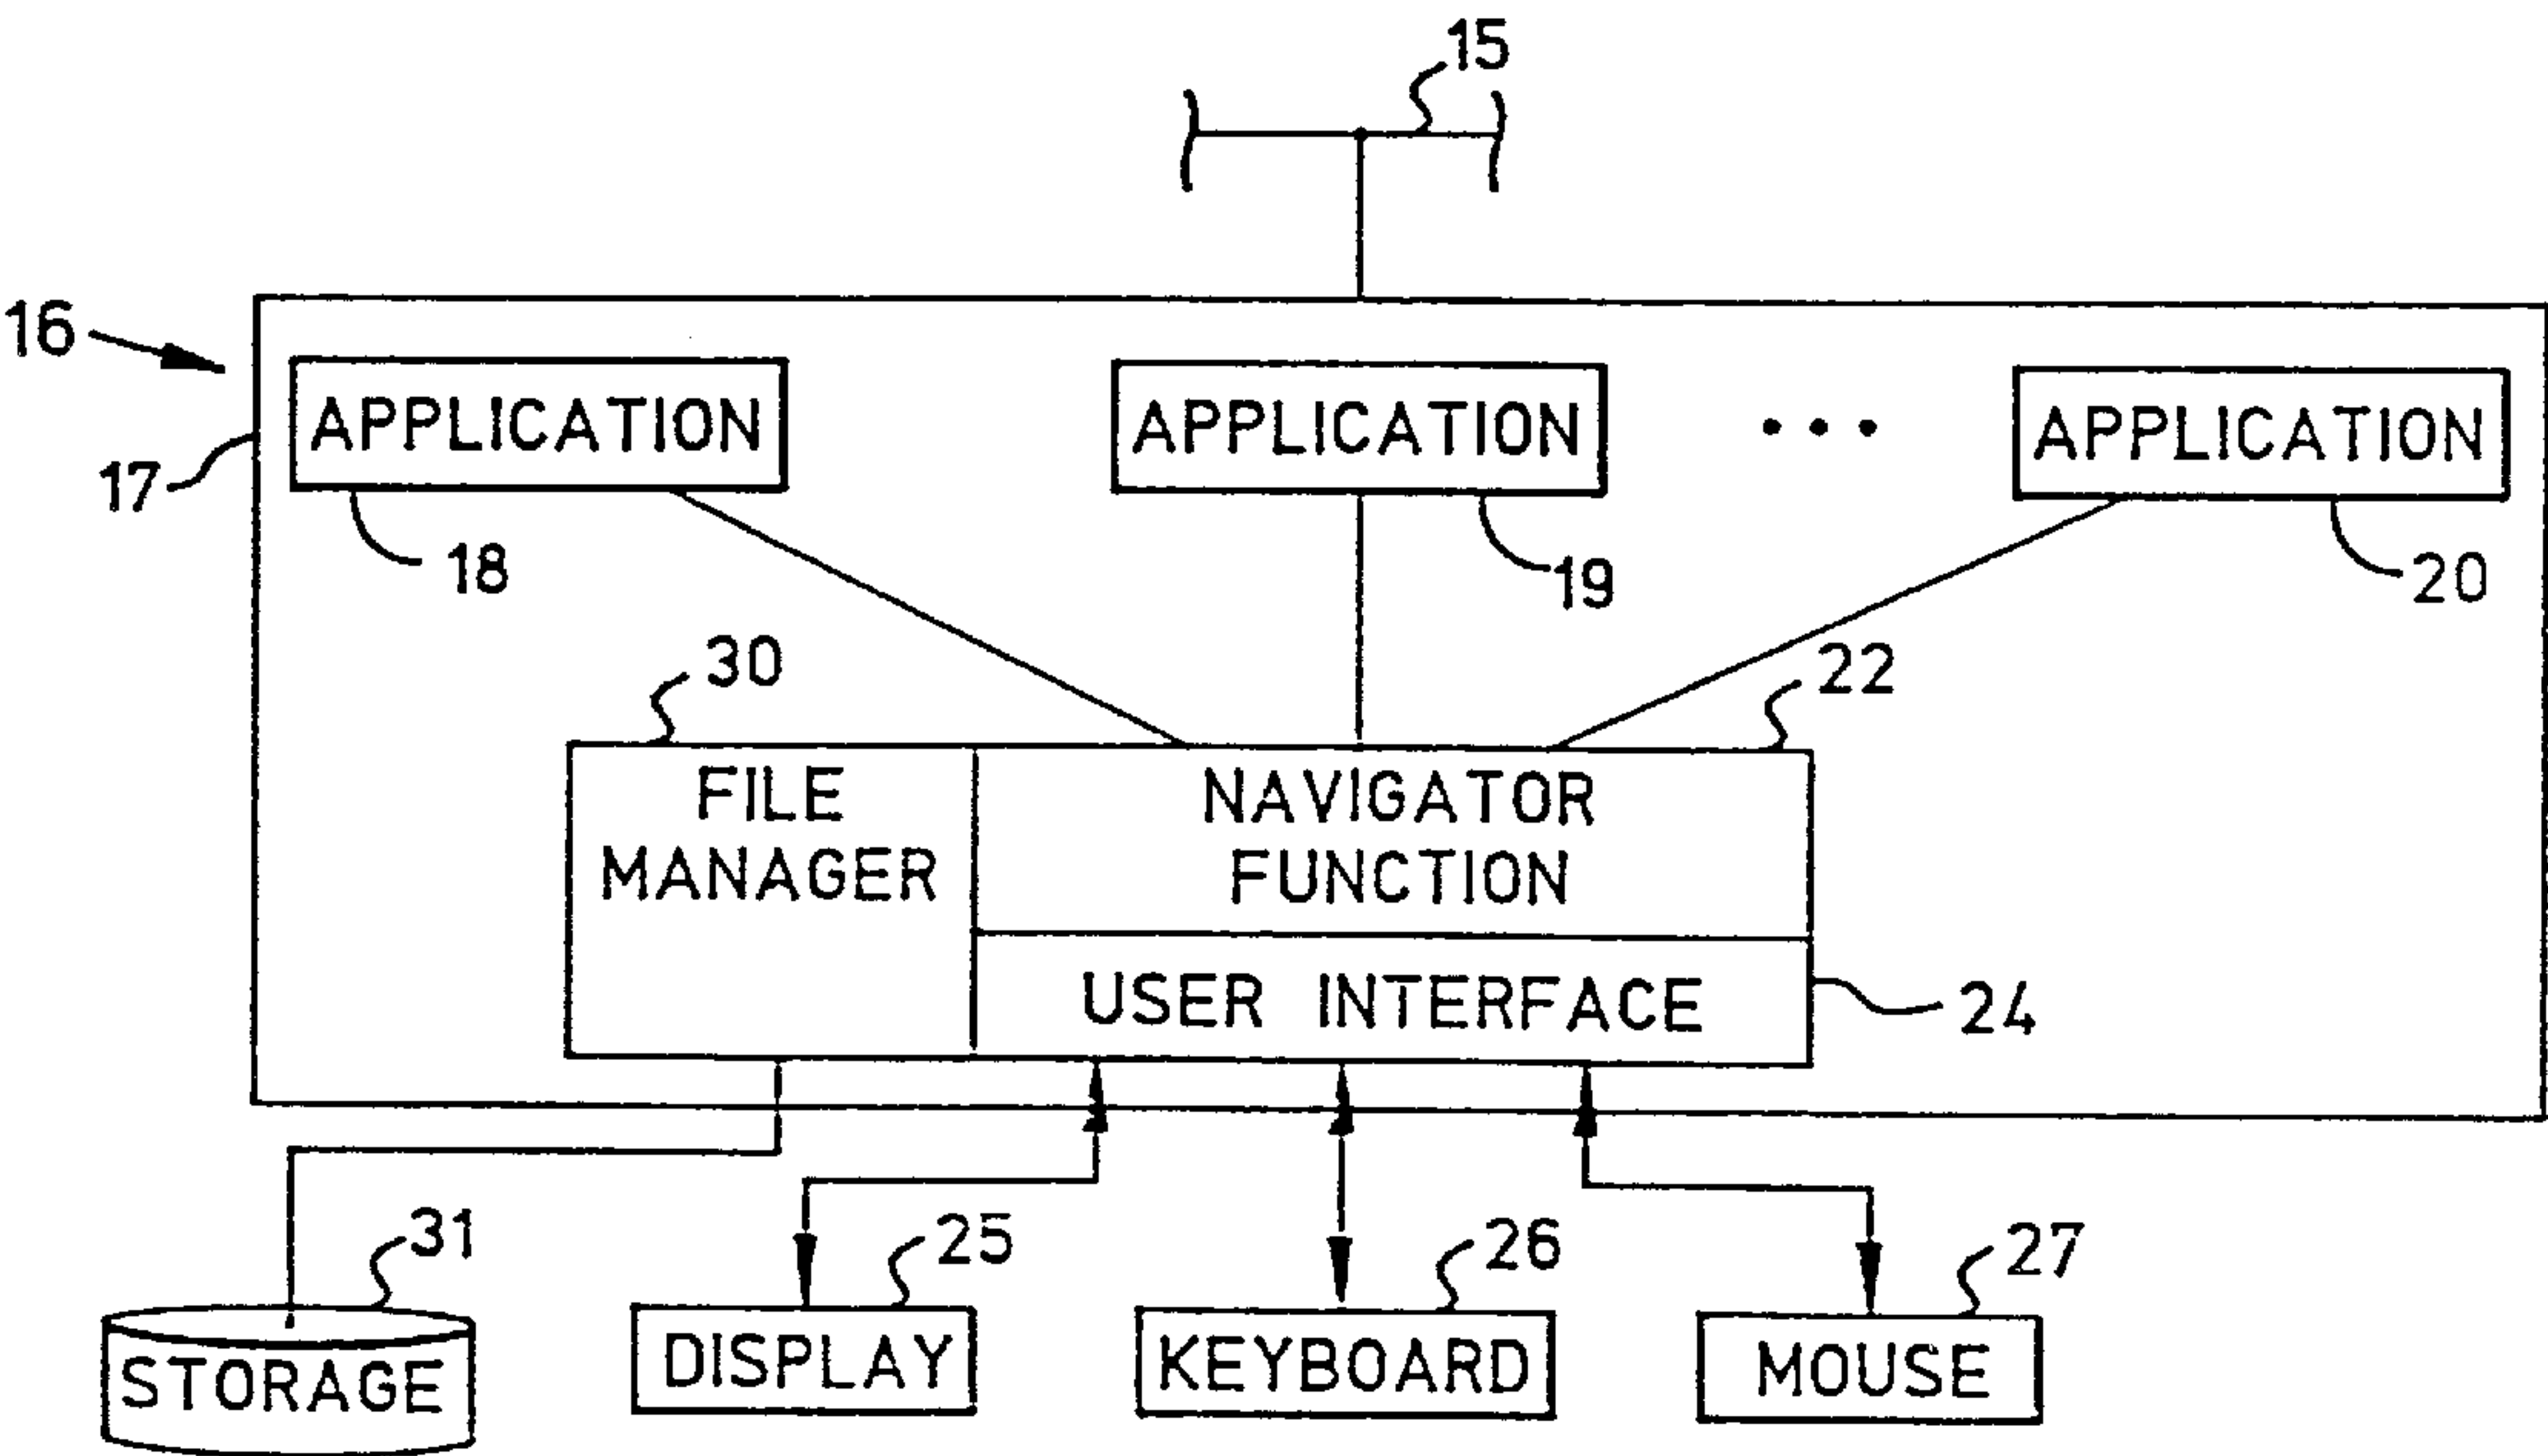 15
16
17
APPLICATION
APPLICATION
• • •
APPLICATION
18
19
20
30
22
FILE
MANAGER
NAVIGATOR
FUNCTION
USER INTERFACE
24
31
25
26
27
STORAGE
DISPLAY
KEYBOARD
MOUSE